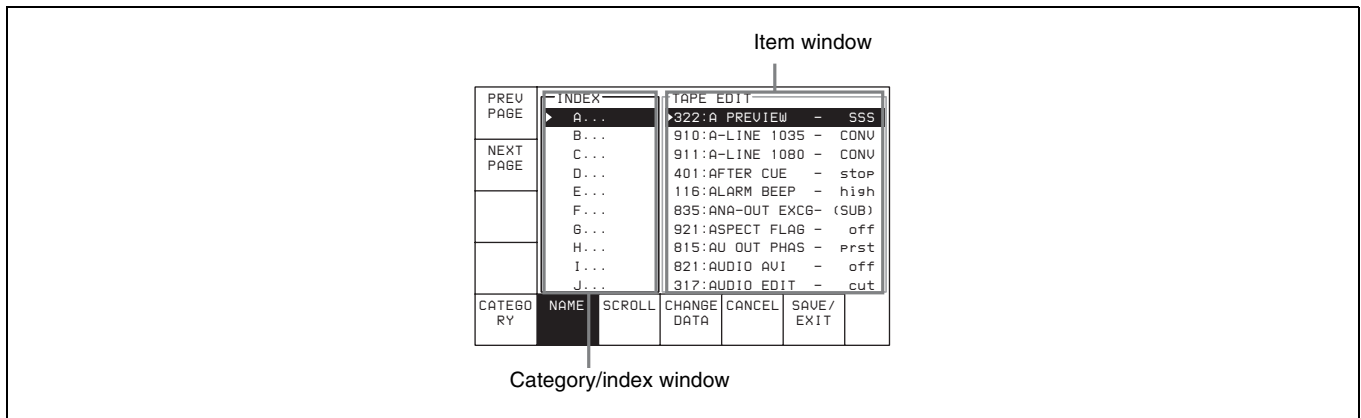 Item window
PREV PAGE
NEXT PAGE
INDEX
A...
B...
C...
D...
E...
F...
G...
H...
I...
J...
TAPE EDIT
322:A PREVIEW - SSS
910:A-LINE 1035 - CONV
911:A-LINE 1080 - CONV
401:AFTER CUE - stop
116:ALARM BEEP - high
835:ANA-OUT EXCG- (SUB)
921:ASPECT FLAG - off
815:AU OUT PHAS - prst
821:AUDIO AVI - off
317:AUDIO EDIT - cut
CATEGO
RY
NAME
SCROLL
CHANGE
DATA
CANCEL
SAVE/
EXIT
Category/index window